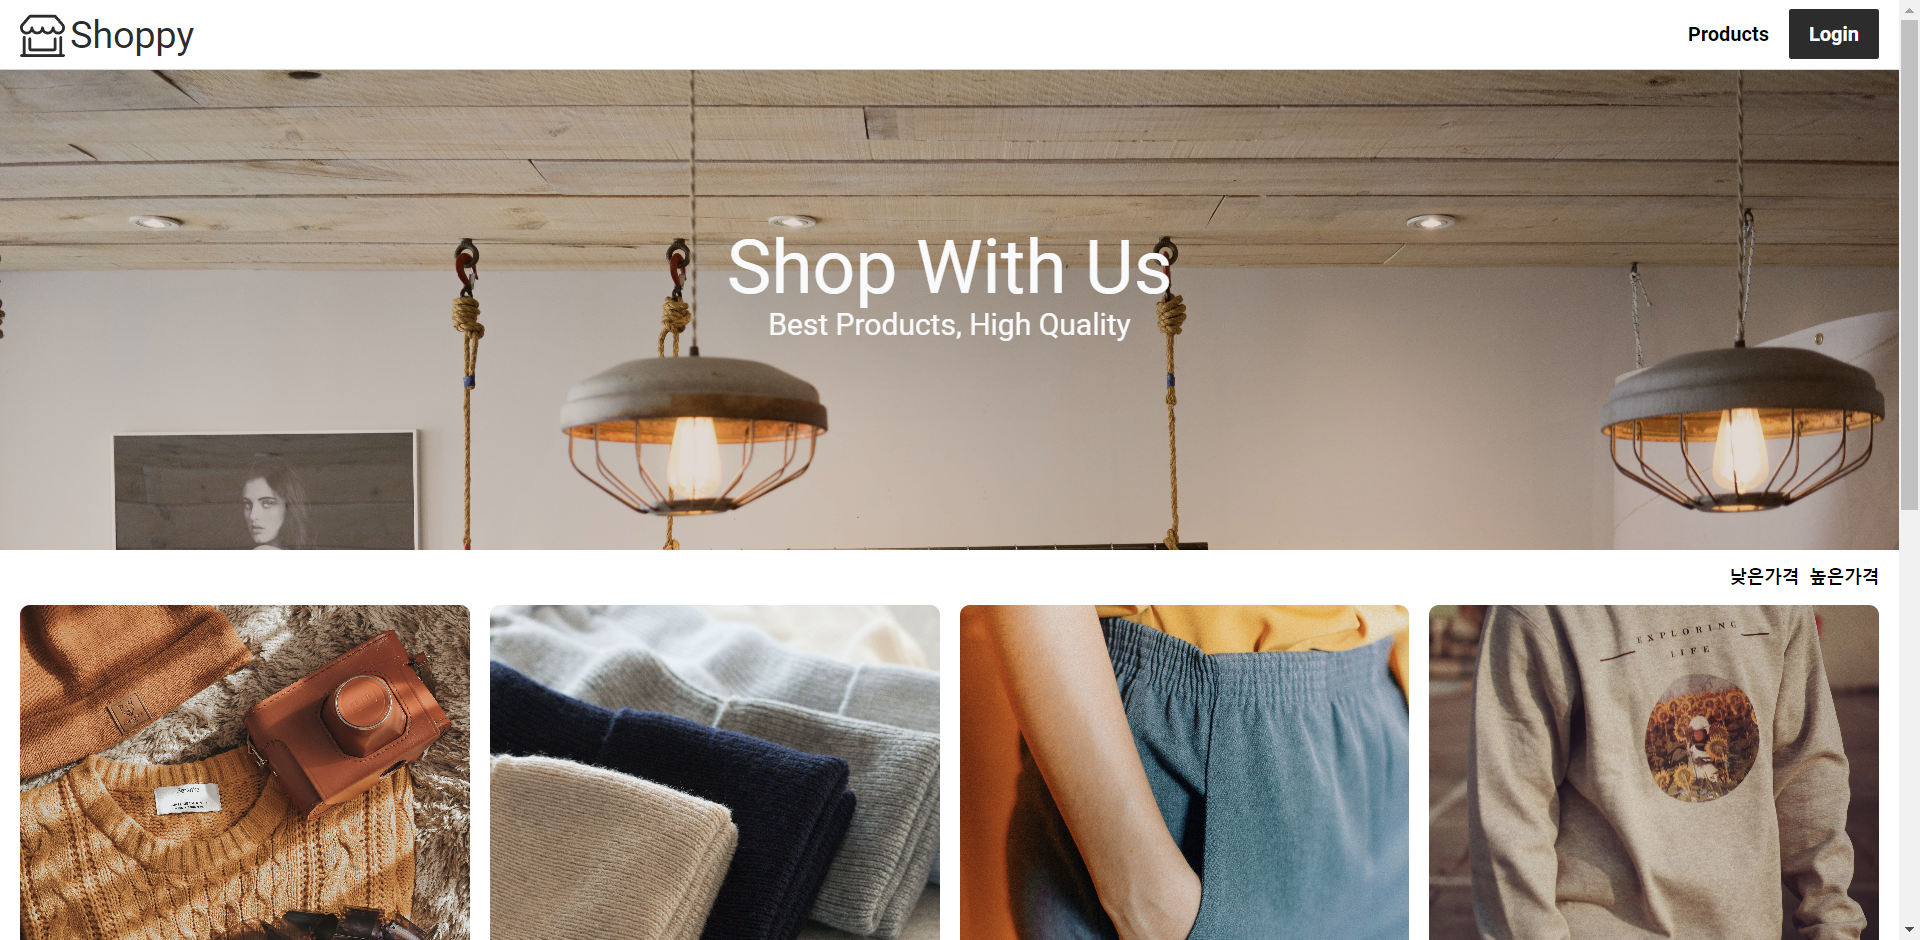 Shoppy
Products
Login
Shop With Us
Best Products, High Quality
낮은가격 높은가격
EXPLORING
LIFE